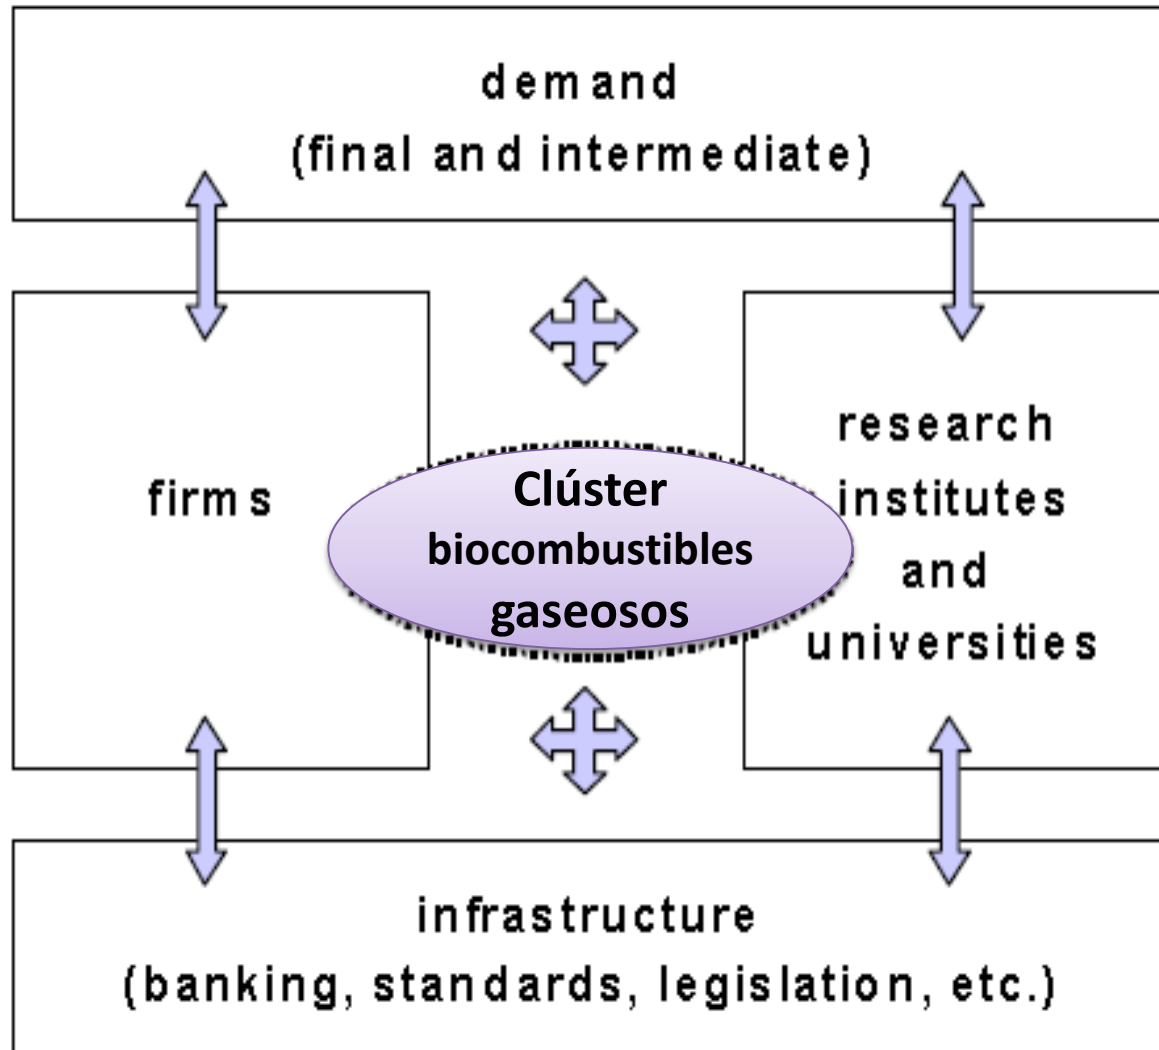 demand
(final and intermediate)
firms
Clúster
biocombustibles
gaseosos
research
institutes
and
universities
infrastructure
(banking, standards, legislation, etc.)